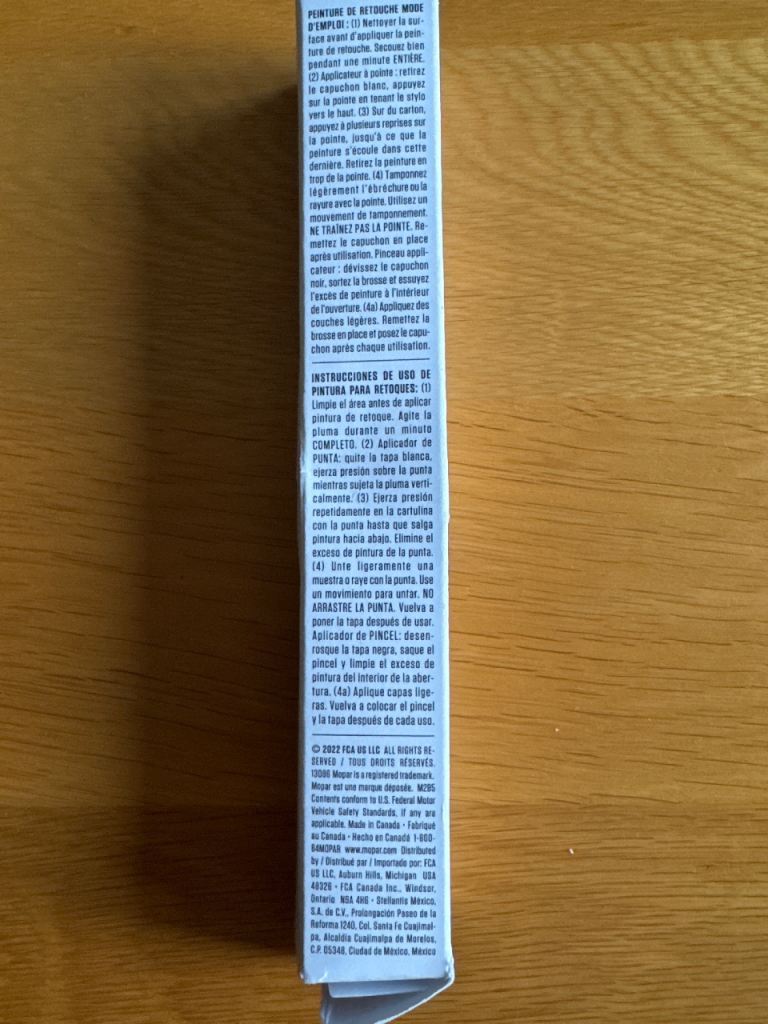 PEINTURE DE RETOUCHE MODE
D'EMPLOI : (1) Nettoyer la sur-
face avant d'appliquer la pein-
ture de retouche. Secouez bien
pendant une minute ENTIÈRE.
(2) Applicateur à pointe : retirez
le capuchon blanc, appuyez
sur la pointe en tenant le stylo
vers le haut. (3) Sur du carton,
appuyez à plusieurs reprises sur
la pointe, jusqu'à ce que la
peinture s'écoule dans cette
dernière. Retirez la peinture en
trop de la pointe. (4) Tamponnez
légèrement l'ébréchure ou la
rayure avec la pointe. Utilisez un
mouvement de tamponnement.
NE TRAÎNEZ PAS LA POINTE. Re-
mettez le capuchon en place
après utilisation. Pinceau appli-
cateur : dévissez le capuchon
noir, sortez la brosse et essuyez
l'excès de peinture à l'intérieur
de l'ouverture. (4a) Appliquez des
couches légères. Remettez la
brosse en place et posez le capu-
chon après chaque utilisation.
INSTRUCCIONES DE USO DE
PINTURA PARA RETOQUES: (1)
Limpie el área antes de aplicar
pintura de retoque. Agite la
pluma durante un minuto
COMPLETO. (2) Aplicador de
PUNTA: quite la tapa blanca,
ejerza presión sobre la punta
mientras sujeta la pluma verti-
calmente. (3) Ejerza presión
repetidamente en la cartulina
con la punta hasta que salga
pintura hacia abajo. Elimine el
exceso de pintura de la punta.
(4) Unte ligeramente una
muestra o raye con la punta. Use
un movimiento para untar. NO
ARRASTRE LA PUNTA. Vuelva a
poner la tapa después de usar.
Aplicador de PINCEL: desen-
rosque la tapa negra, saque el
pincel y limpie el exceso de
pintura del interior de la aber-
tura. (4a) Aplique capas lige-
ras. Vuelva a colocar el pincel
y la tapa después de cada uso.
© 2022 FCA US LLC ALL RIGHTS RE-
SERVED / TOUS DROITS RÉSERVÉS.
13086 Mopar is a registered trademark.
Mopar est une marque déposée. M285
Contents conform to U.S. Federal Motor
Vehicle Safety Standards, if any are
applicable. Made in Canada • Fabriqué
au Canada • Hecho en Canadá 1-800-
64MOPAR www.mopar.com Distributed
by / Distribué par / Importado por: FCA
US LLC, Auburn Hills, Michigan USA
48326 • FCA Canada Inc., Windsor,
Ontario N9A 4H6 • Stellantis México,
S.A. de C.V., Prolongación Paseo de la
Reforma 1240, Col. Santa Fe Cuajimal-
pa, Alcaldía Cuajimalpa de Morelos,
C.P. 05348, Ciudad de México, México